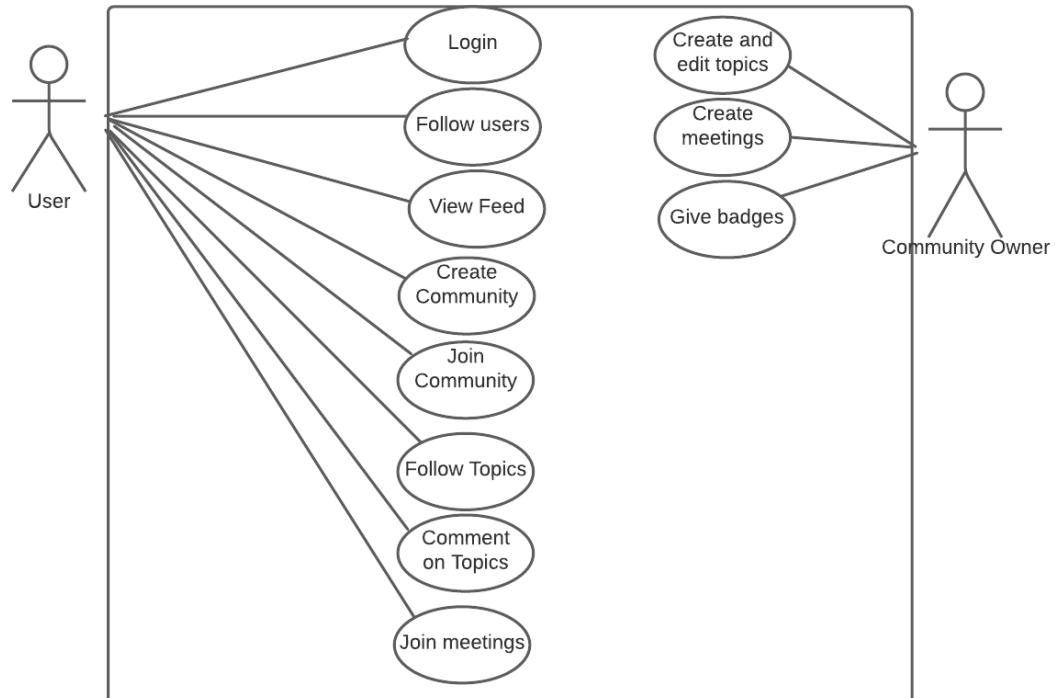 Login
Follow users
View Feed
Create
Community
Join
Community
Follow Topics
Comment
on Topics
Join meetings
User
Create and
edit topics
Create
meetings
Give badges
Community Owner